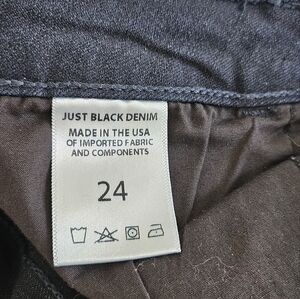 JUST BLACK DENIM
MADE IN THE USA
OF IMPORTED FABRIC
AND COMPONENTS
24